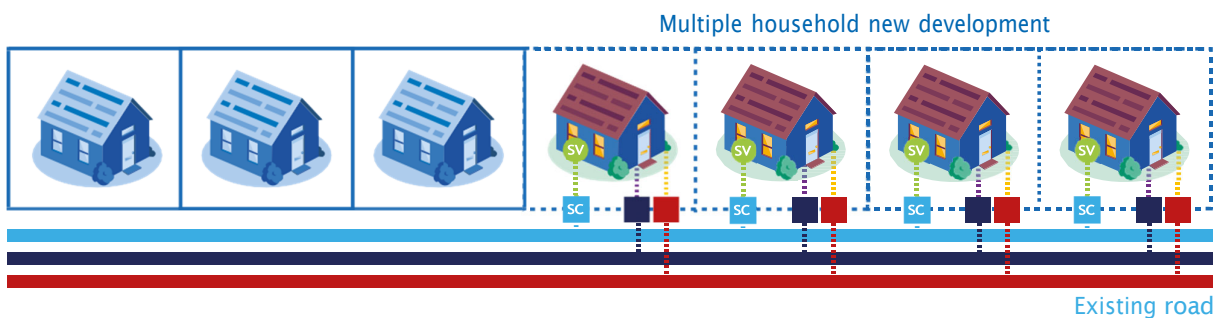 Multiple household new development
SV SV SV SV
SC SC SC SC
Existing road